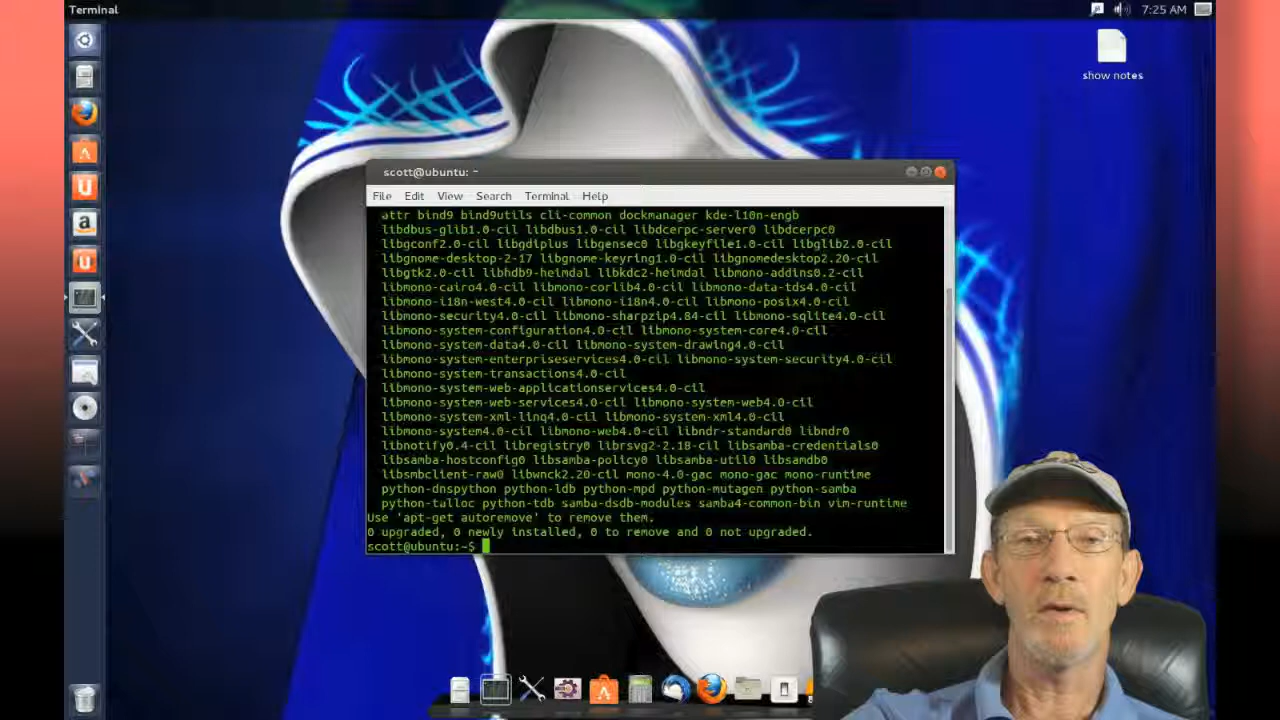 Terminal
7:25 AM
show notes
scott@ubuntu: ~
File Edit View Search Terminal Help
attr bind9 bind9utils cli-common dockmanager kde-l10n-engb
libdbus-glib1.0-cil libdbus1.0-cil libdcerpc-server0 libdcerpc0
libgconf2.0-cil libgdiplus libgensec0 libgkeyfile1.0-cil libglib2.0-cil
libgnome-desktop-2-17 libgnome-keyring1.0-cil libgnomedesktop2.20-cil
libgtk2.0-cil libhdb9-heimdal libkdc2-heimdal libmono-addins0.2-cil
libmono-cairo4.0-cil libmono-corlib4.0-cil libmono-data-tds4.0-cil
libmono-i18n-west4.0-cil libmono-i18n4.0-cil libmono-posix4.0-cil
libmono-security4.0-cil libmono-sharpzip4.84-cil libmono-sqlite4.0-cil
libmono-system-configuration4.0-cil libmono-system-core4.0-cil
libmono-system-data4.0-cil libmono-system-drawing4.0-cil
libmono-system-enterpriseservices4.0-cil libmono-system-security4.0-cil
libmono-system-transactions4.0-cil
libmono-system-web-applicationservices4.0-cil
libmono-system-web-services4.0-cil libmono-system-web4.0-cil
libmono-system-xml-linq4.0-cil libmono-system-xml4.0-cil
libmono-system4.0-cil libmono-web4.0-cil libndr-standard0 libndr0
libnotify0.4-cil libregistry0 librsvg2-2.18-cil libsamba-credentials0
libsamba-hostconfig0 libsamba-policy0 libsamba-util0 libsamdb0
libsmbclient-raw0 libwnck2.20-cil mono-4.0-gac mono-gac mono-runtime
python-dnspython python-ldb python-mpd python-mutagen python-samba
python-talloc python-tdb samba-dsdb-modules samba4-common-bin vim-runtime
Use 'apt-get autoremove' to remove them.
0 upgraded, 0 newly installed, 0 to remove and 0 not upgraded.
scott@ubuntu:~$